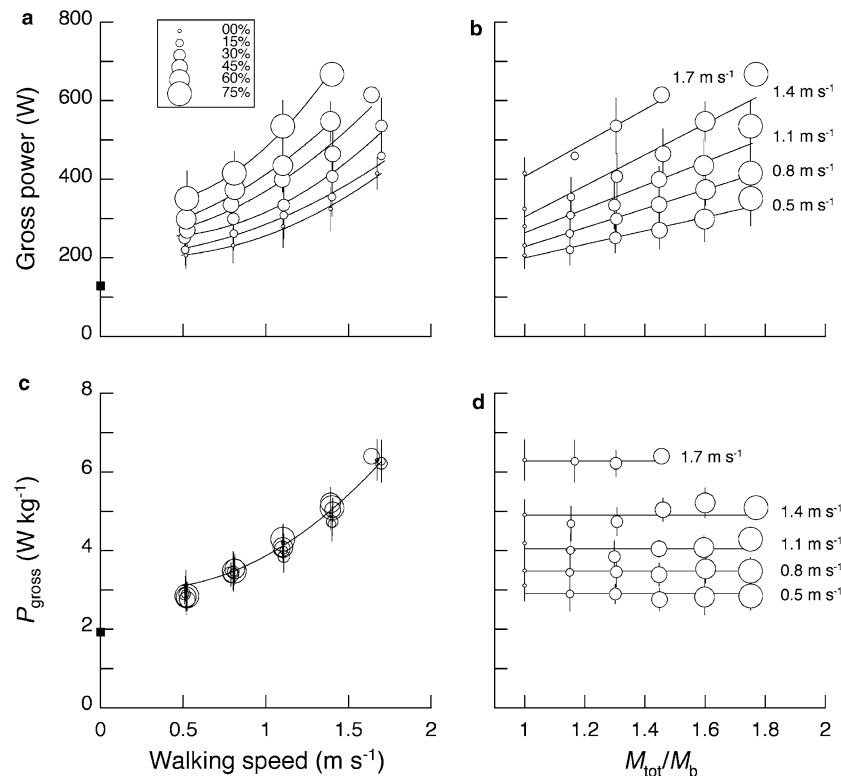 a
800
600
400
200
0
Gross power (W)
00%
15%
30%
45%
60%
75%
b
1.7 m s-1
1.4 m s-1
1.1 m s-1
0.8 m s-1
0.5 m s-1
c
8
6
4
2
0
Pgross (W kg-1)
0
0.5
1
1.5
2
Walking speed (m s-1)
d
1.7 m s-1
1.4 m s-1
1.1 m s-1
0.8 m s-1
0.5 m s-1
1
1.2
1.4
1.6
1.8
2
Mtot/Mb